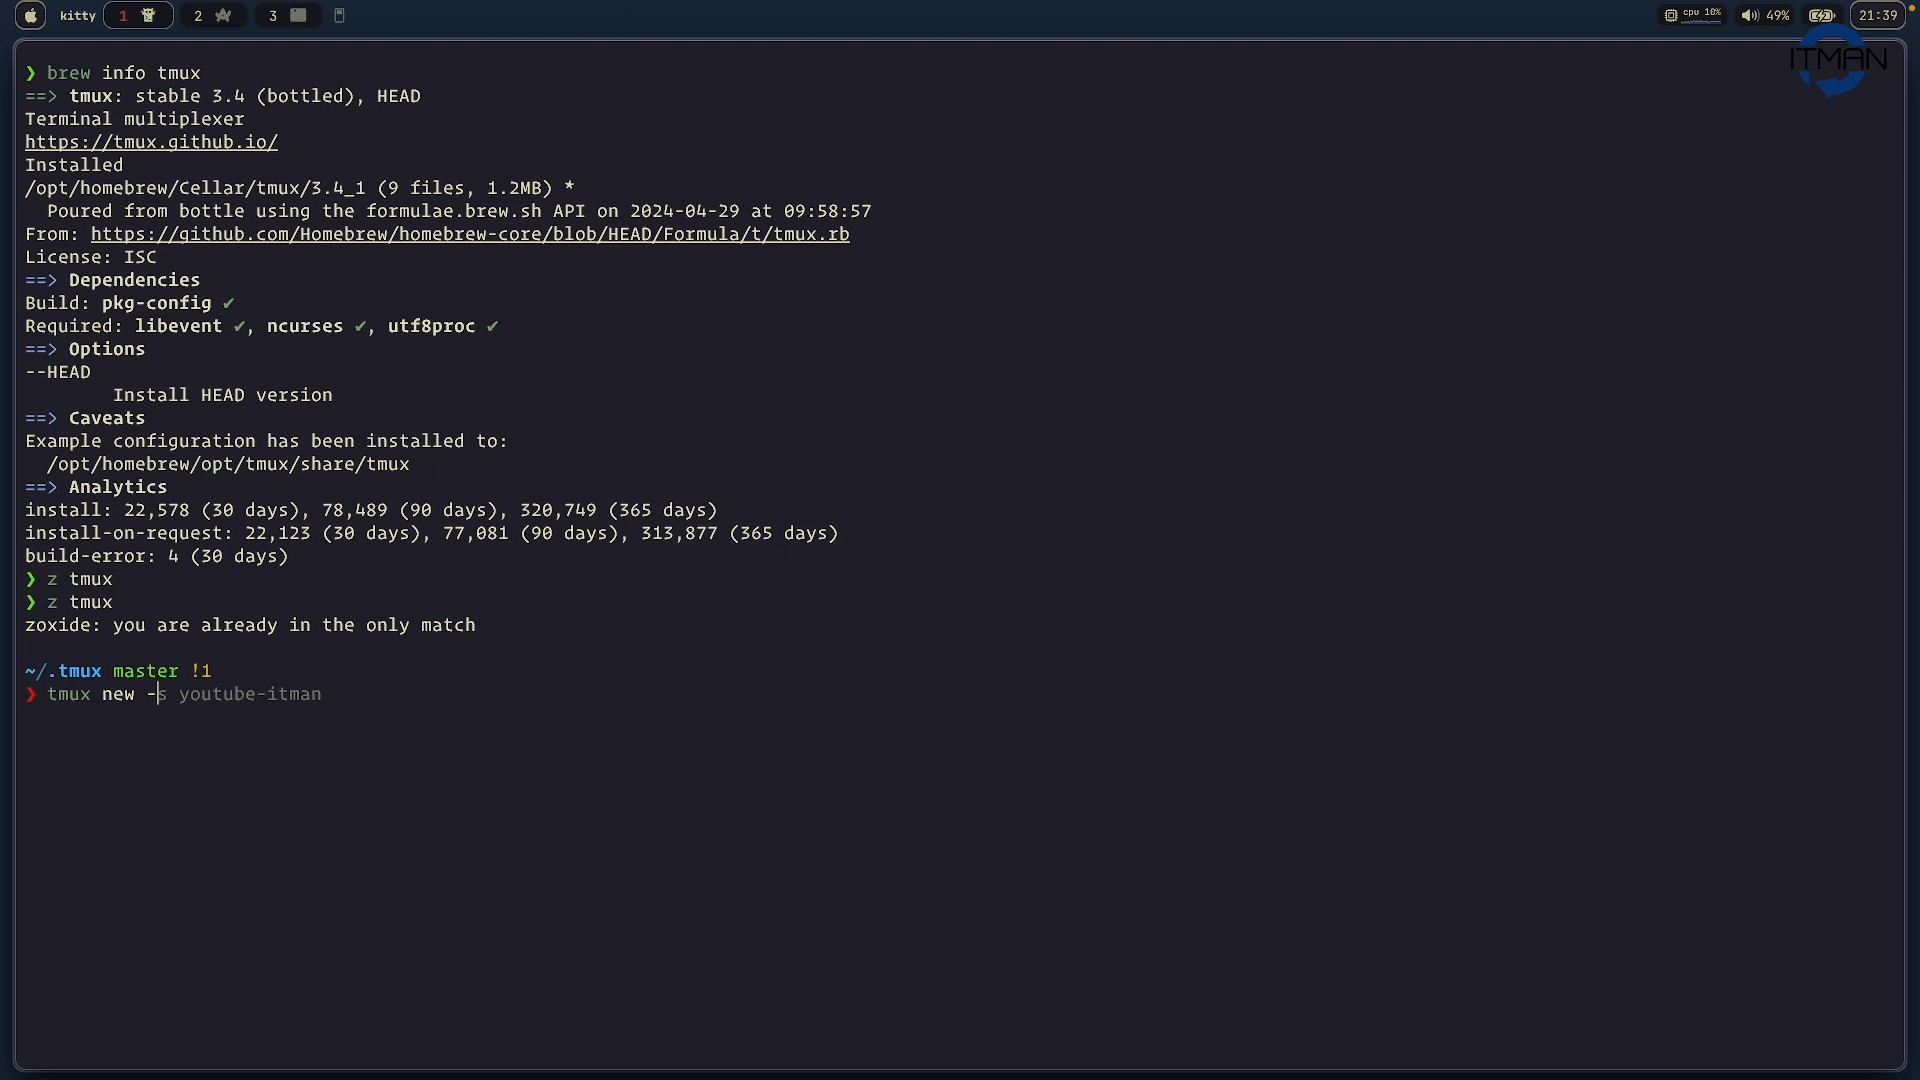 kitty 1 2 3 cpu 10% 49% 21:39
ITMAN
❯ brew info tmux
==> tmux: stable 3.4 (bottled), HEAD
Terminal multiplexer
https://tmux.github.io/
Installed
/opt/homebrew/Cellar/tmux/3.4_1 (9 files, 1.2MB) *
  Poured from bottle using the formulae.brew.sh API on 2024-04-29 at 09:58:57
From: https://github.com/Homebrew/homebrew-core/blob/HEAD/Formula/t/tmux.rb
License: ISC
==> Dependencies
Build: pkg-config ✔
Required: libevent ✔, ncurses ✔, utf8proc ✔
==> Options
--HEAD
        Install HEAD version
==> Caveats
Example configuration has been installed to:
  /opt/homebrew/opt/tmux/share/tmux
==> Analytics
install: 22,578 (30 days), 78,489 (90 days), 320,749 (365 days)
install-on-request: 22,123 (30 days), 77,081 (90 days), 313,877 (365 days)
build-error: 4 (30 days)
❯ z tmux
❯ z tmux
zoxide: you are already in the only match
~/.tmux master !1
❯ tmux new -s youtube-itman